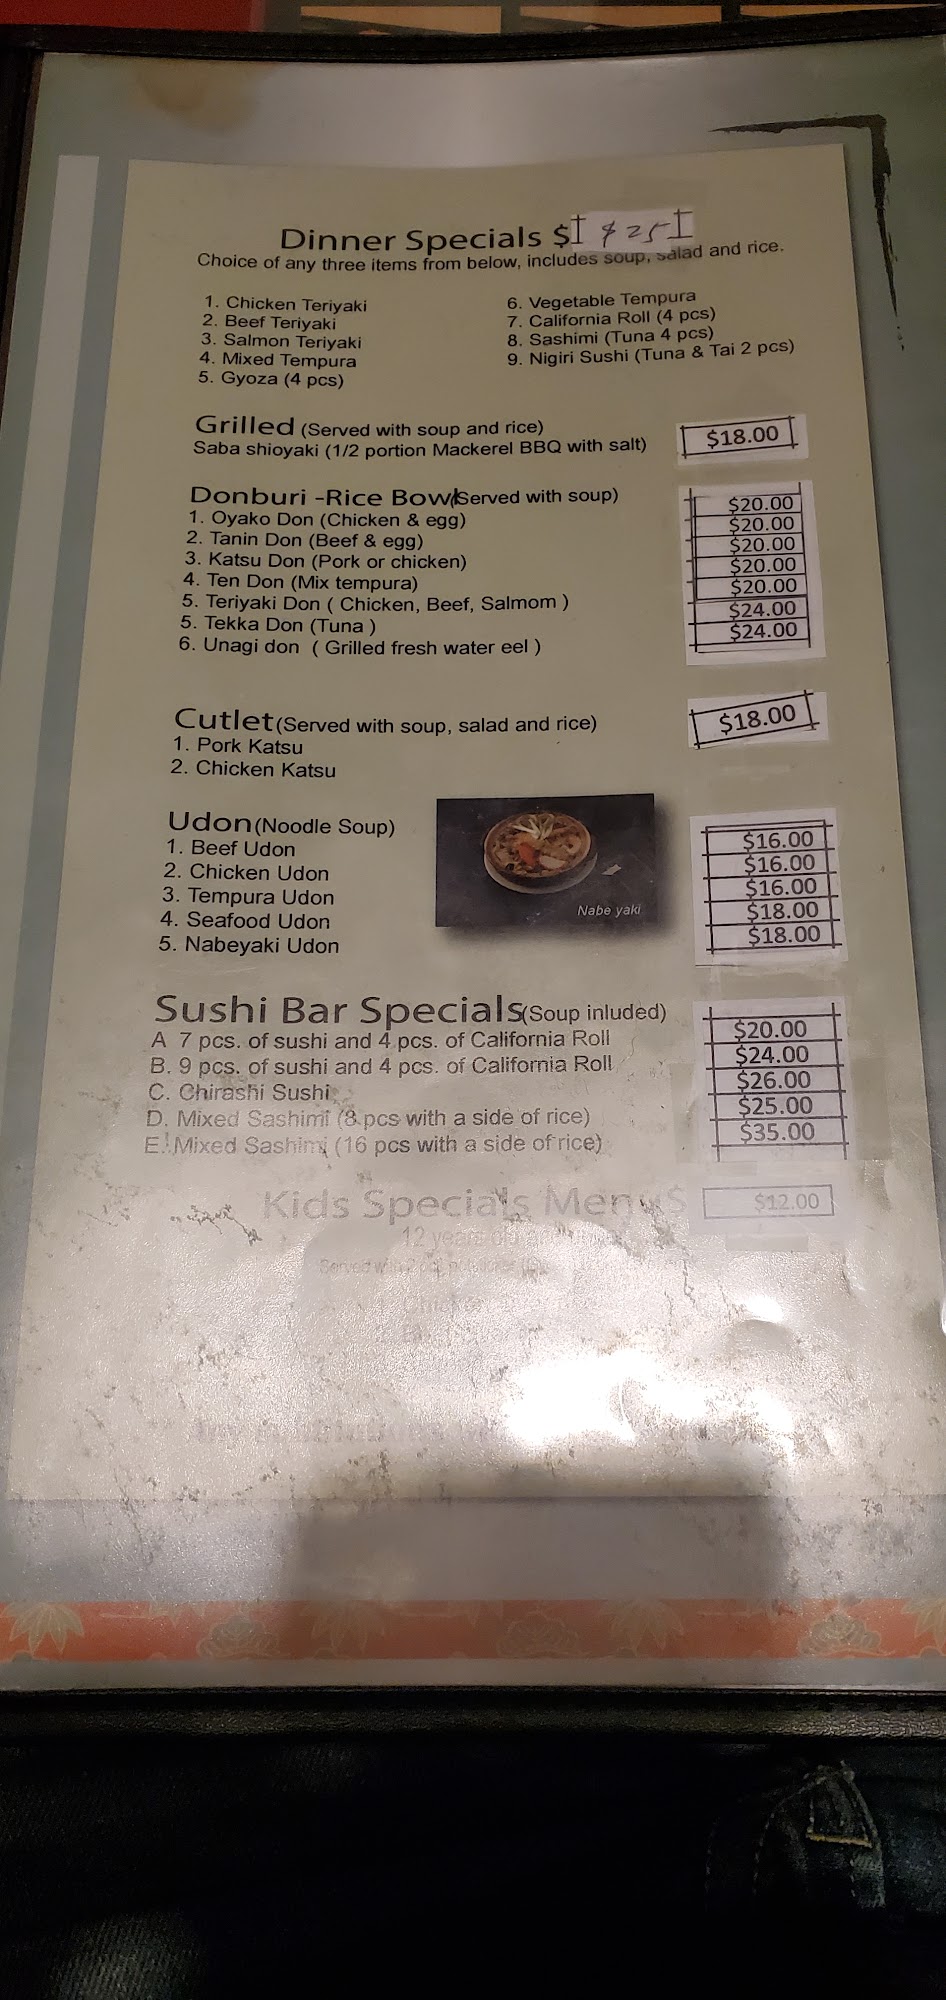 Dinner Specials $ $25
Choice of any three items from below, includes soup, salad and rice.
1. Chicken Teriyaki
2. Beef Teriyaki
3. Salmon Teriyaki
4. Mixed Tempura
5. Gyoza (4 pcs)
6. Vegetable Tempura
7. California Roll (4 pcs)
8. Sashimi (Tuna 4 pcs)
9. Nigiri Sushi (Tuna & Tai 2 pcs)
Grilled (Served with soup and rice)
Saba shioyaki (1/2 portion Mackerel BBQ with salt) $18.00
Donburi -Rice Bowl (Served with soup)
1. Oyako Don (Chicken & egg) $20.00
2. Tanin Don (Beef & egg) $20.00
3. Katsu Don (Pork or chicken) $20.00
4. Ten Don (Mix tempura) $20.00
5. Teriyaki Don ( Chicken, Beef, Salmom ) $20.00
5. Tekka Don (Tuna ) $24.00
6. Unagi don ( Grilled fresh water eel ) $24.00
Cutlet (Served with soup, salad and rice) $18.00
1. Pork Katsu
2. Chicken Katsu
Udon (Noodle Soup)
1. Beef Udon $16.00
2. Chicken Udon $16.00
3. Tempura Udon $16.00
4. Seafood Udon $18.00
5. Nabeyaki Udon $18.00
Nabe yaki
Sushi Bar Specials (Soup inluded)
A 7 pcs. of sushi and 4 pcs. of California Roll $20.00
B. 9 pcs. of sushi and 4 pcs. of California Roll $24.00
C. Chirashi Sushi $26.00
D. Mixed Sashimi (8 pcs with a side of rice) $25.00
E. Mixed Sashimi (16 pcs with a side of rice) $35.00
Kids Specials Menu $ $12.00
12 years old
Served with 2 pcs
1. Chicken